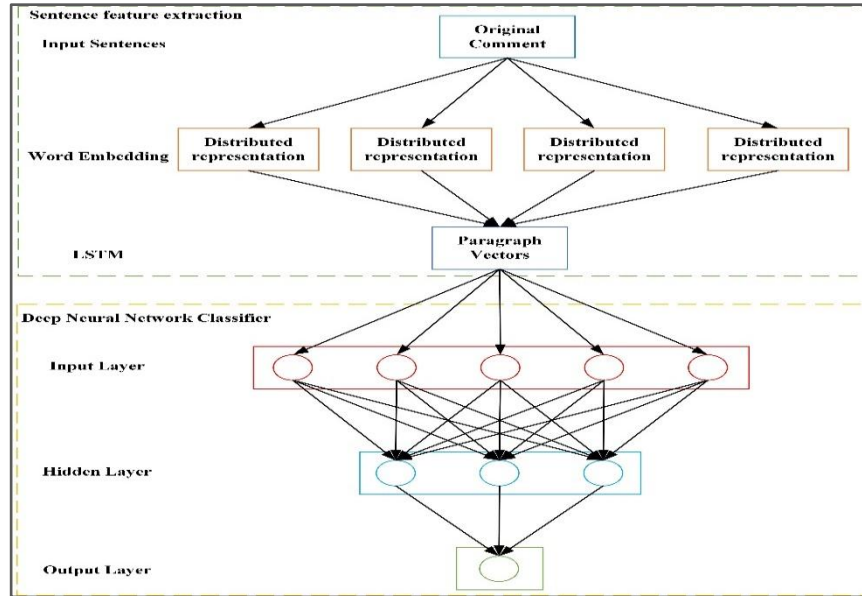 Sentence feature extraction
Input Sentences
Original
Comment
Word Embedding
Distributed
representation
Distributed
representation
Distributed
representation
Distributed
representation
LSTM
Paragraph
Vectors
Deep Neural Network Classifier
Input Layer
Hidden Layer
Output Layer